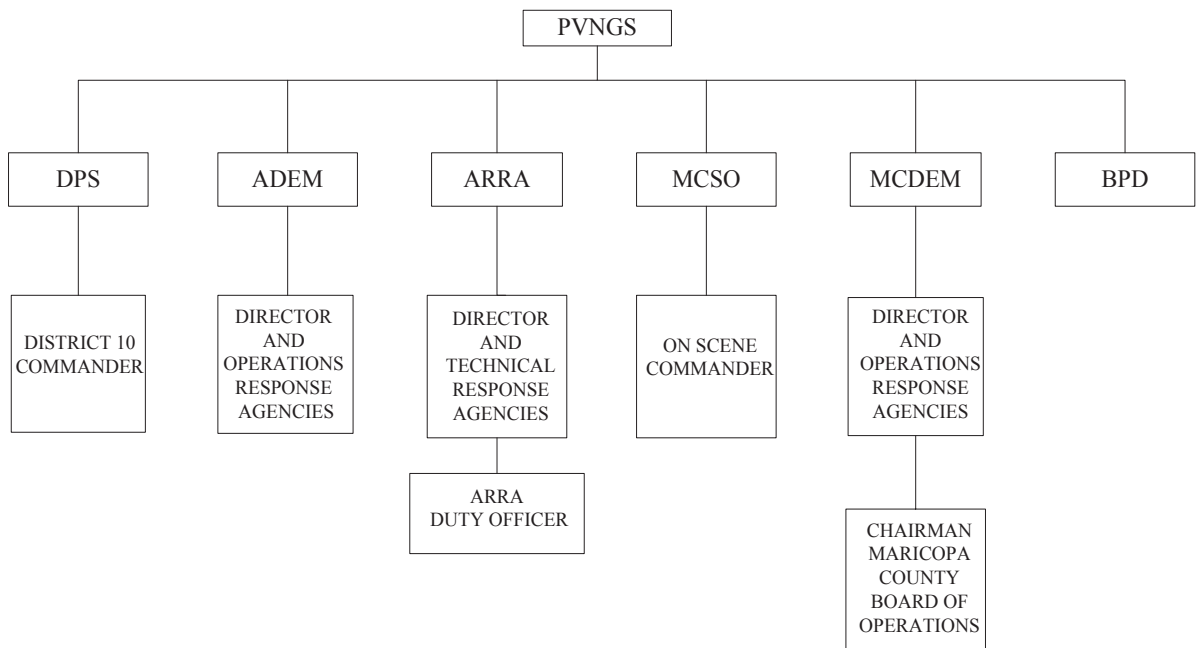 PVNGS
DPS
ADEM
ARRA
MCSO
MCDEM
BPD
DISTRICT 10
COMMANDER
DIRECTOR
AND
OPERATIONS
RESPONSE
AGENCIES
DIRECTOR
AND
TECHNICAL
RESPONSE
AGENCIES
ON SCENE
COMMANDER
DIRECTOR
AND
OPERATIONS
RESPONSE
AGENCIES
ARRA
DUTY OFFICER
CHAIRMAN
MARICOPA
COUNTY
BOARD OF
OPERATIONS